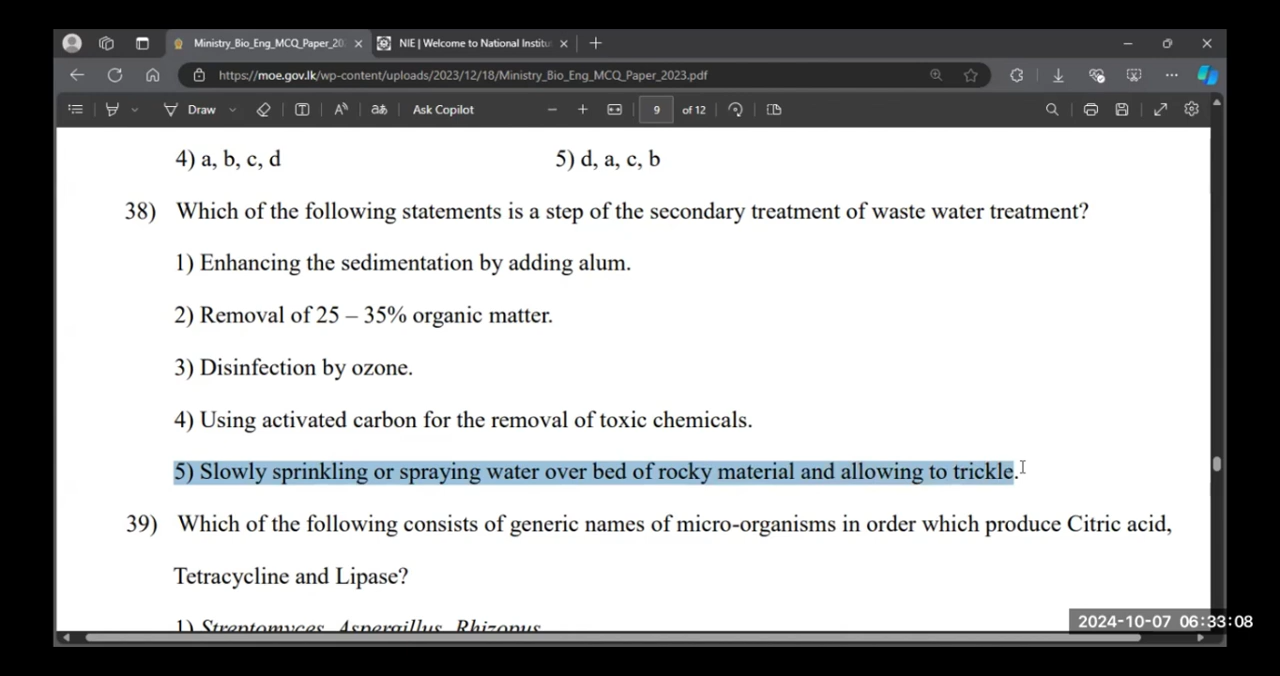 Ministry_Bio_Eng_MCQ_Paper_20
NIE | Welcome to National Institu
https://moe.gov.lk/wp-content/uploads/2023/12/18/Ministry_Bio_Eng_MCQ_Paper_2023.pdf
Draw
Ask Copilot
9 of 12
4) a, b, c, d 5) d, a, c, b
38) Which of the following statements is a step of the secondary treatment of waste water treatment?
1) Enhancing the sedimentation by adding alum.
2) Removal of 25 – 35% organic matter.
3) Disinfection by ozone.
4) Using activated carbon for the removal of toxic chemicals.
5) Slowly sprinkling or spraying water over bed of rocky material and allowing to trickle.
39) Which of the following consists of generic names of micro-organisms in order which produce Citric acid,
Tetracycline and Lipase?
1) Streptomyces, Aspergillus, Rhizopus
2024-10-07 06:33:08